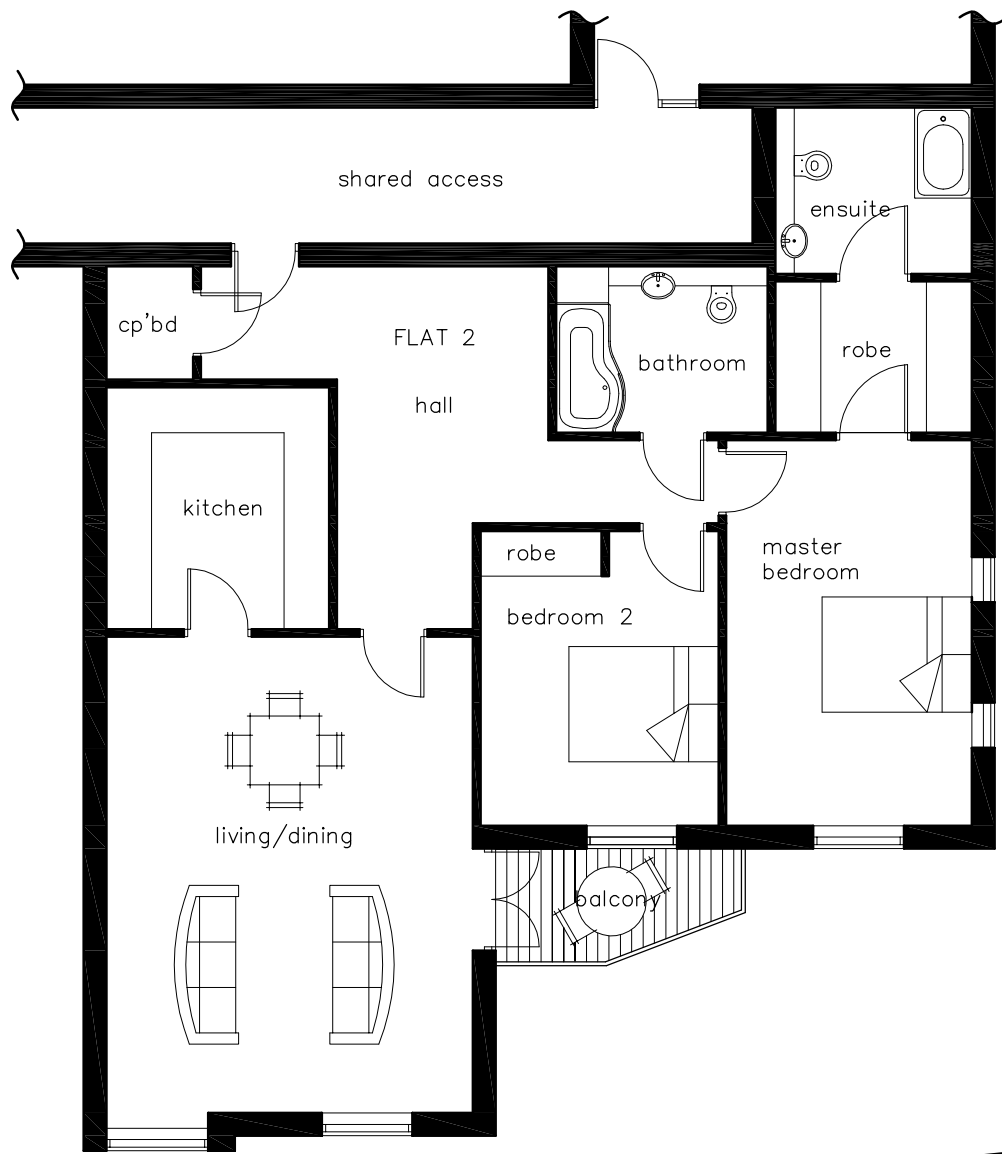 shared access
ensuite
cp'bd
FLAT 2
bathroom
robe
hall
kitchen
robe
master
bedroom
bedroom 2
living/dining
balcony